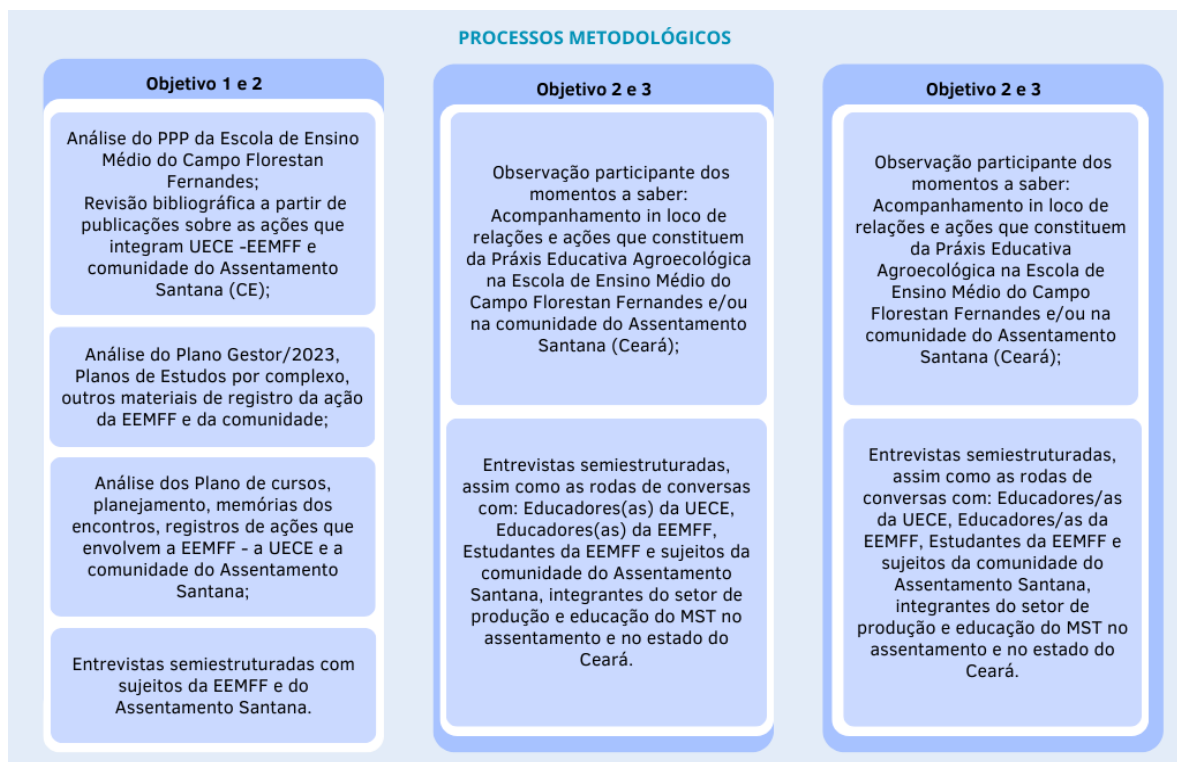 PROCESSOS METODOLÓGICOS
Objetivo 1 e 2
Análise do PPP da Escola de Ensino
Médio do Campo Florestan
Fernandes;
Revisão bibliográfica a partir de
publicações sobre as ações que
integram UECE -EEMFF e
comunidade do Assentamento
Santana (CE);
Análise do Plano Gestor/2023,
Planos de Estudos por complexo,
outros materiais de registro da ação
da EEMFF e da comunidade;
Análise dos Plano de cursos,
planejamento, memórias dos
encontros, registros de ações que
envolvem a EEMFF - a UECE e a
comunidade do Assentamento
Santana;
Entrevistas semiestruturadas com
sujeitos da EEMFF e do
Assentamento Santana.
Objetivo 2 e 3
Observação participante dos
momentos a saber:
Acompanhamento in loco de
relações e ações que constituem
da Práxis Educativa Agroecológica
na Escola de Ensino Médio do
Campo Florestan Fernandes e/ou
na comunidade do Assentamento
Santana (Ceará);
Entrevistas semiestruturadas,
assim como as rodas de conversas
com: Educadores(as) da UECE,
Educadores(as) da EEMFF,
Estudantes da EEMFF e sujeitos da
comunidade do Assentamento
Santana, integrantes do setor de
produção e educação do MST no
assentamento e no estado do
Ceará.
Objetivo 2 e 3
Observação participante dos
momentos a saber:
Acompanhamento in loco de
relações e ações que constituem
da Práxis Educativa
Agroecológica na Escola de
Ensino Médio do Campo
Florestan Fernandes e/ou na
comunidade do Assentamento
Santana (Ceará);
Entrevistas semiestruturadas,
assim como as rodas de
conversas com: Educadores/as
da UECE, Educadores/as da
EEMFF, Estudantes da EEMFF e
sujeitos da comunidade do
Assentamento Santana,
integrantes do setor de
produção e educação do MST no
assentamento e no estado do
Ceará.